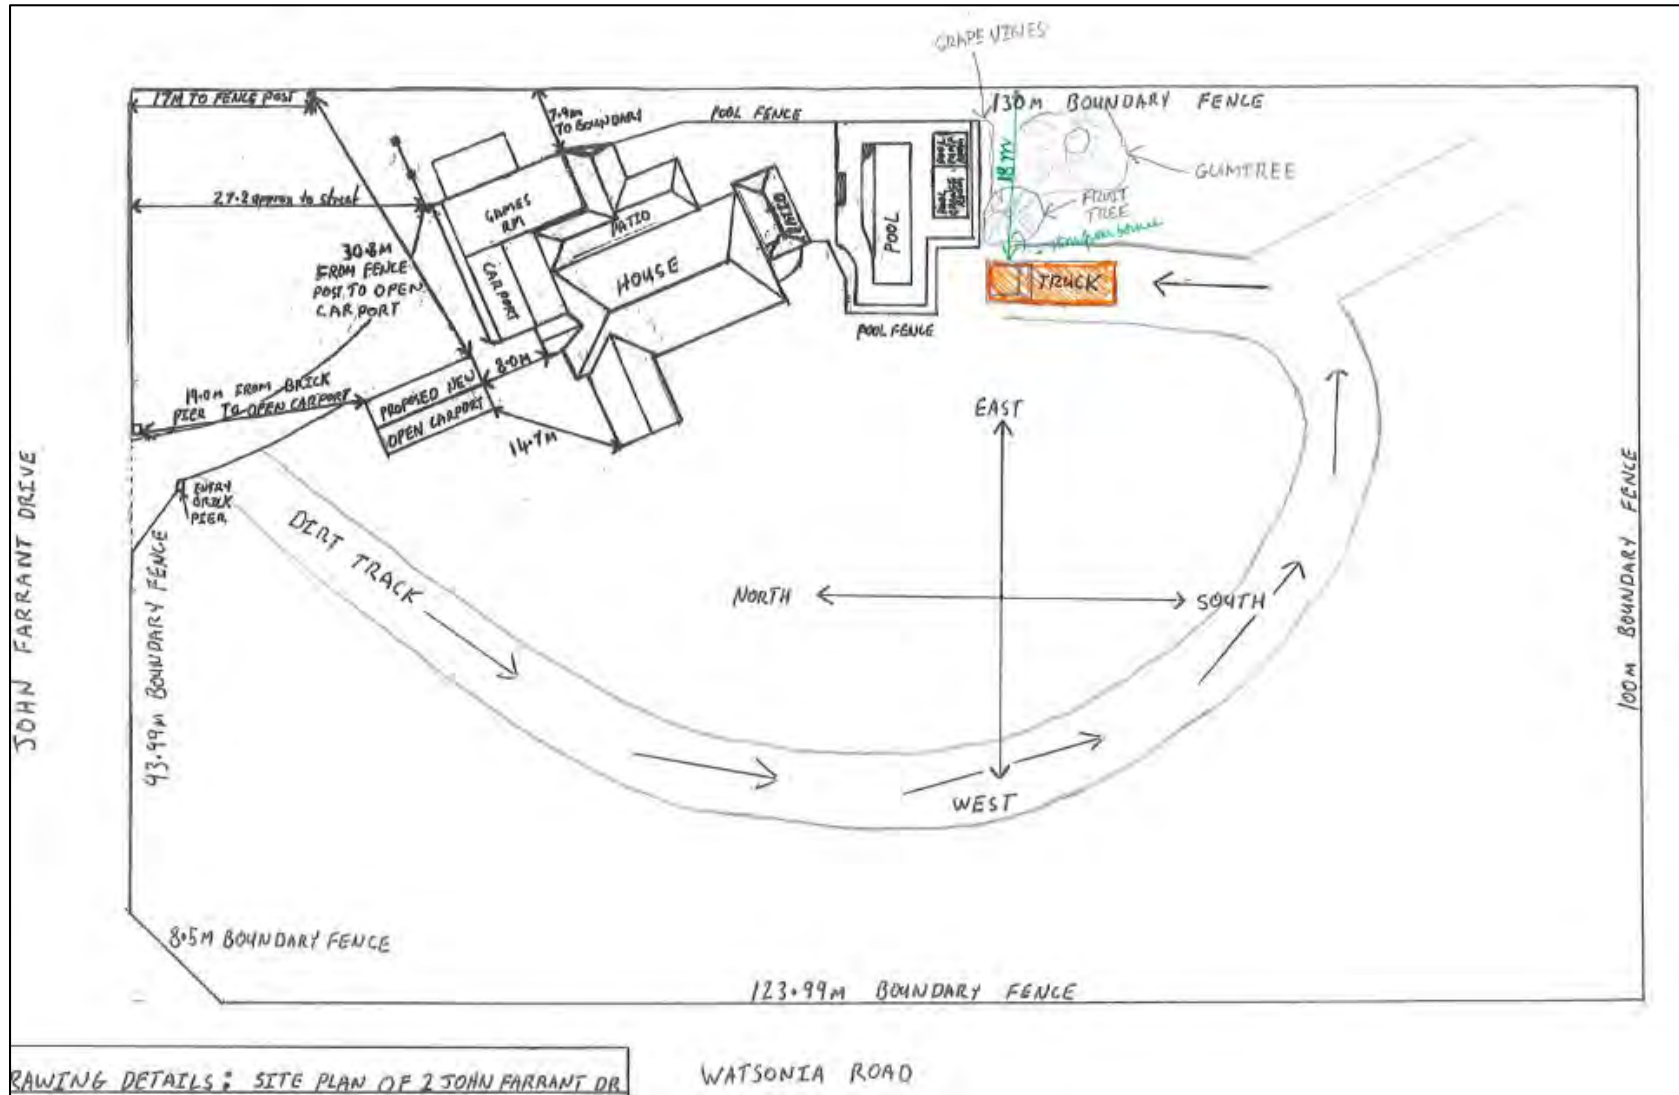 GRAPE VINES
17M TO FENCE POST
7.9m
TO BOUNDARY
POOL FENCE
130M BOUNDARY FENCE
18m
GUMTREE
FRUIT
TREE
27.2 approx to street
GAMES
RM
PATIO
PATIO
POOL
30.8M
FROM FENCE
POST TO OPEN
CARPORT
CARPORT
HOUSE
TRUCK
POOL FENCE
8.0M
19.0M FROM BRICK
PIER TO OPEN CARPORT
PROPOSED NEW
OPEN CARPORT
14.7M
EAST
ENTRY
BRICK
PIER
DIRT TRACK
NORTH
SOUTH
WEST
JOHN FARRANT DRIVE
93.99M BOUNDARY FENCE
100M BOUNDARY FENCE
8.5M BOUNDARY FENCE
123.99m BOUNDARY FENCE
RAWING DETAILS: SITE PLAN OF 2 JOHN FARRANT DR
WATSONIA ROAD